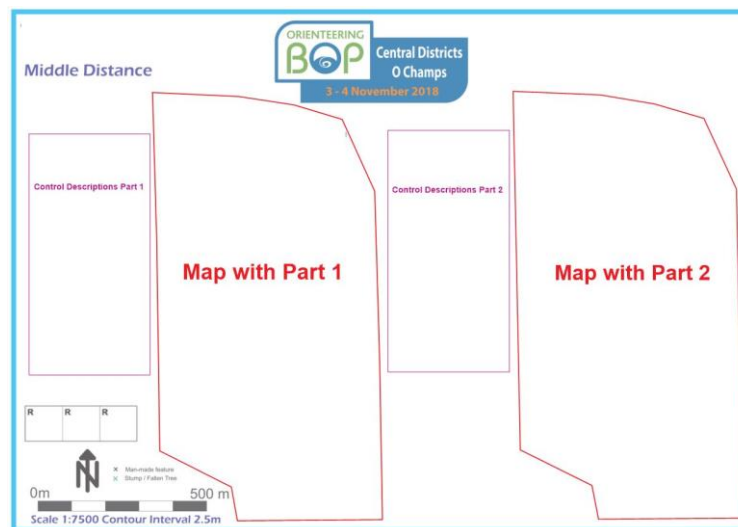 ORIENTEERING
BOP
Central Districts
O Champs
3 - 4 November 2018
Middle Distance
Control Descriptions Part 1
Map with Part 1
Control Descriptions Part 2
Map with Part 2
R R R
N
Man-made feature
Stump / Fallen Tree
0m 500 m
Scale 1:7500 Contour Interval 2.5m